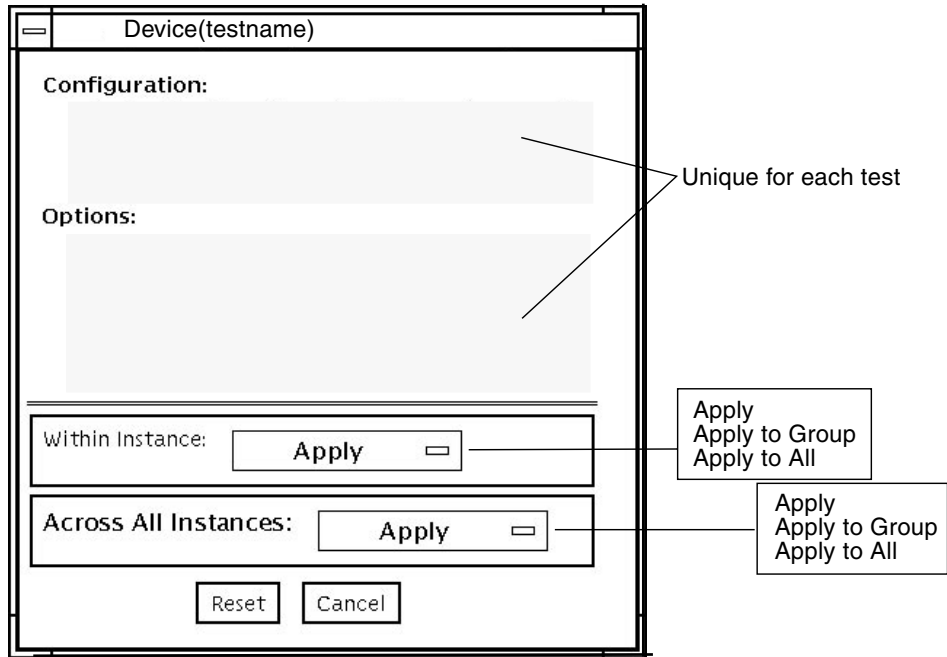 Device(testname)
Configuration:
Unique for each test
Options:
Within Instance:
Apply
Apply
Apply to Group
Apply to All
Across All Instances:
Apply
Apply
Apply to Group
Apply to All
Reset
Cancel